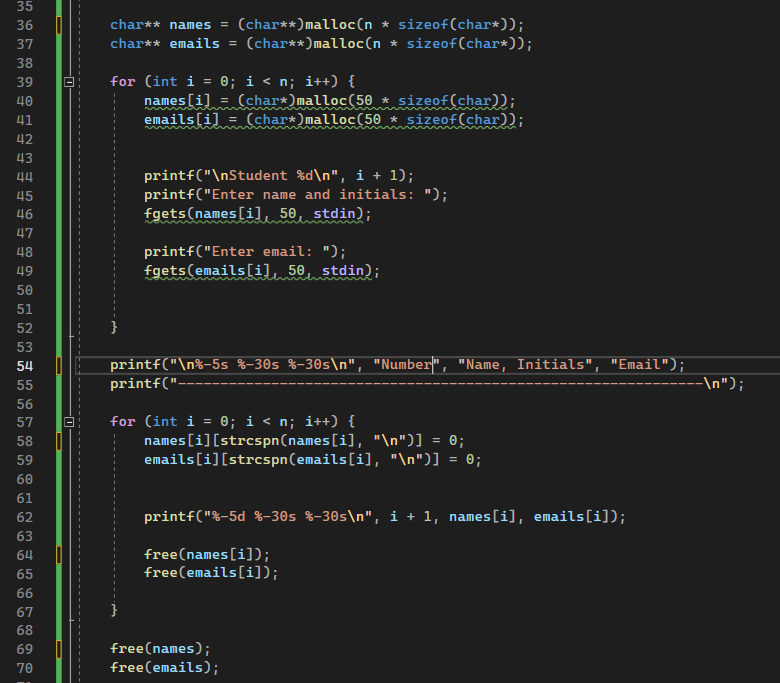 35
36 char** names = (char**)malloc(n * sizeof(char*));
37 char** emails = (char**)malloc(n * sizeof(char*));
38
39 for (int i = 0; i < n; i++) {
40 names[i] = (char*)malloc(50 * sizeof(char));
41 emails[i] = (char*)malloc(50 * sizeof(char));
42
43
44 printf("\nStudent %d\n", i + 1);
45 printf("Enter name and initials: ");
46 fgets(names[i], 50, stdin);
47
48 printf("Enter email: ");
49 fgets(emails[i], 50, stdin);
50
51
52 }
53
54 printf("\n%-5s %-30s %-30s\n", "Number", "Name, Initials", "Email");
55 printf("--------------------------------------------------------------\n");
56
57 for (int i = 0; i < n; i++) {
58 names[i][strcspn(names[i], "\n")] = 0;
59 emails[i][strcspn(emails[i], "\n")] = 0;
60
61
62 printf("%-5d %-30s %-30s\n", i + 1, names[i], emails[i]);
63
64 free(names[i]);
65 free(emails[i]);
66
67 }
68
69 free(names);
70 free(emails);